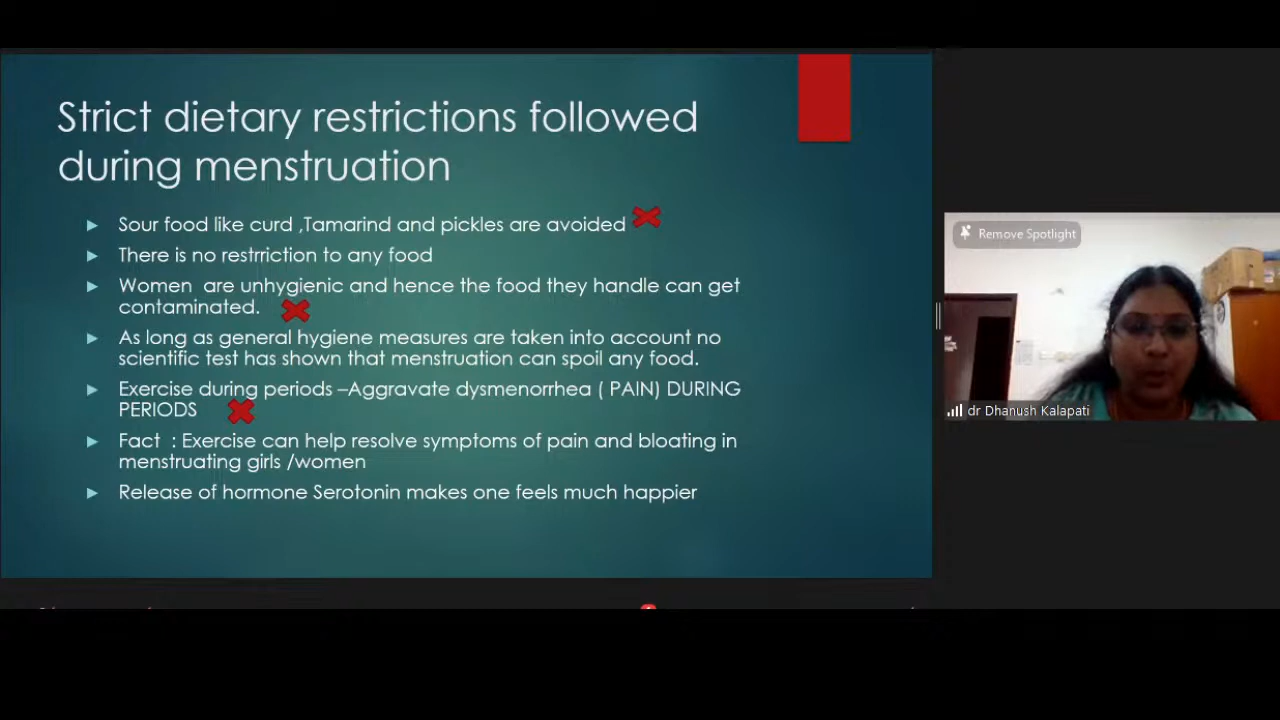 Strict dietary restrictions followed
during menstruation
Sour food like curd ,Tamarind and pickles are avoided
There is no restrriction to any food
Women are unhygienic and hence the food they handle can get
contaminated.
As long as general hygiene measures are taken into account no
scientific test has shown that menstruation can spoil any food.
Exercise during periods –Aggravate dysmenorrhea ( PAIN) DURING
PERIODS
Fact : Exercise can help resolve symptoms of pain and bloating in
menstruating girls /women
Release of hormone Serotonin makes one feels much happier
Remove Spotlight
dr Dhanush Kalapati